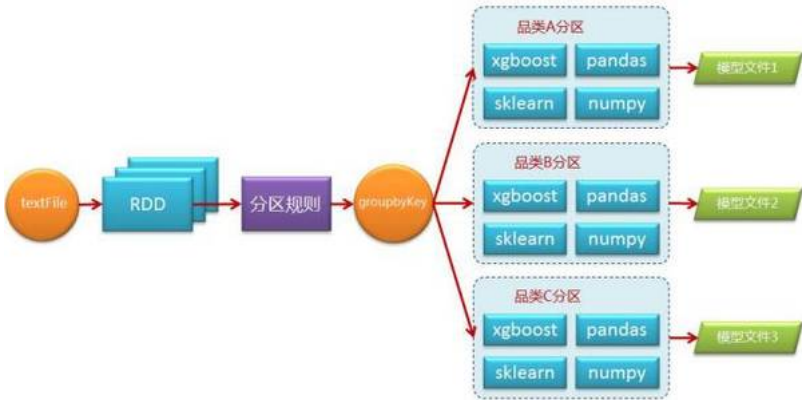 textFile
RDD
分区规则
groupbyKey
品类A分区
xgboost pandas
sklearn numpy
模型文件1
品类B分区
xgboost pandas
sklearn numpy
模型文件2
品类C分区
xgboost pandas
sklearn numpy
模型文件3